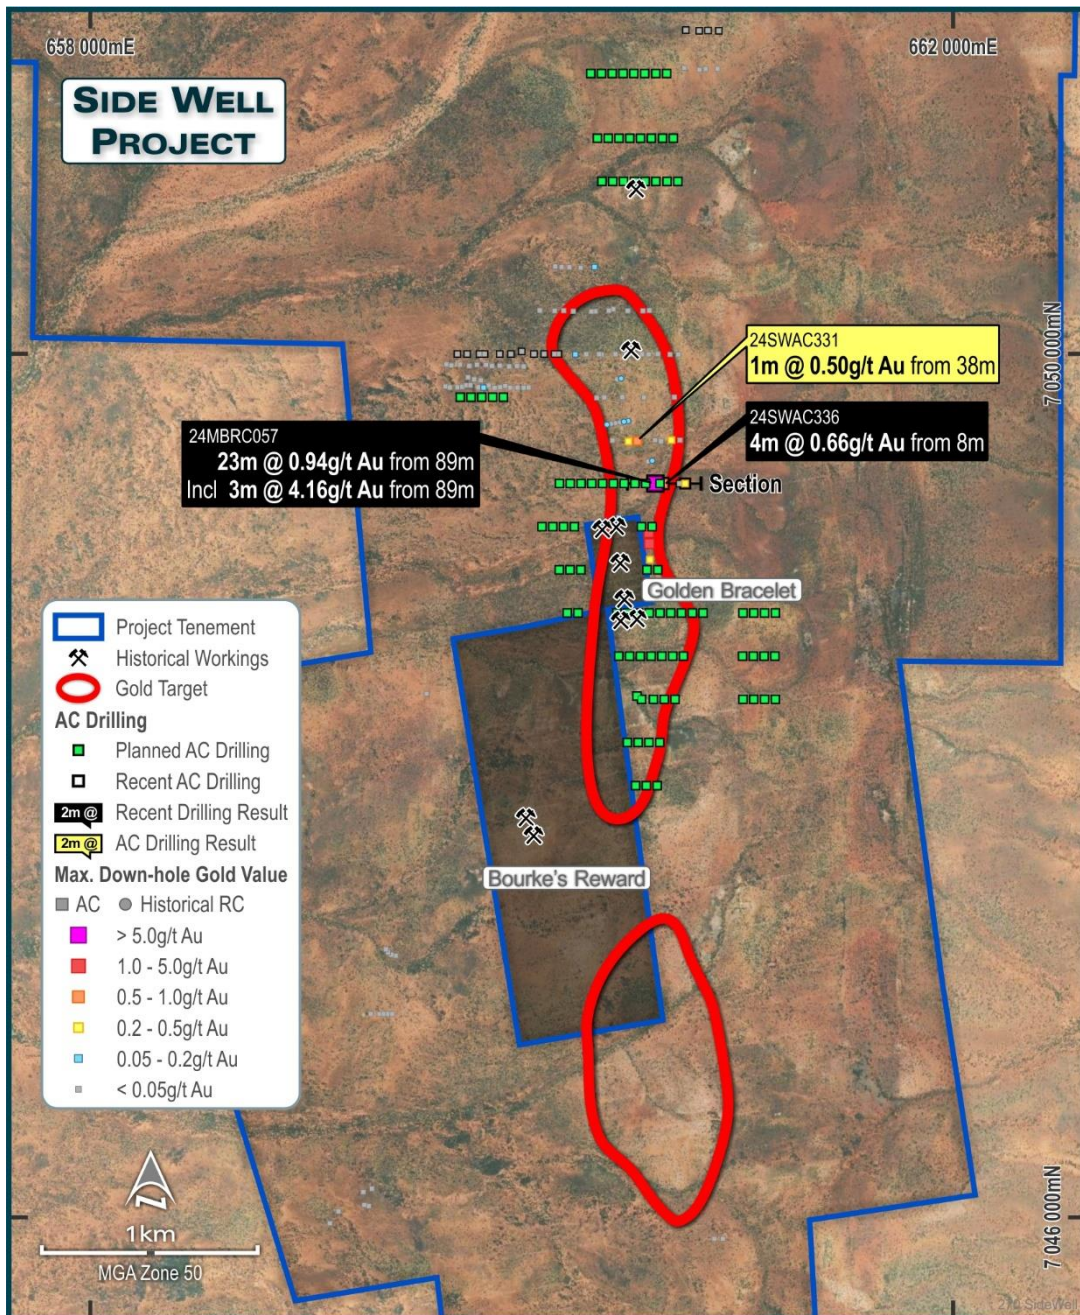 658 000mE
662 000mE
SIDE WELL
PROJECT
7 050 000mN
24SWAC331
1m @ 0.50g/t Au from 38m
24SWAC336
4m @ 0.66g/t Au from 8m
24MBRC057
23m @ 0.94g/t Au from 89m
Incl 3m @ 4.16g/t Au from 89m
Section
Golden Bracelet
Bourke's Reward
Project Tenement
Historical Workings
Gold Target
AC Drilling
Planned AC Drilling
Recent AC Drilling
2m @ Recent Drilling Result
2m @ AC Drilling Result
Max. Down-hole Gold Value
AC Historical RC
> 5.0g/t Au
1.0 - 5.0g/t Au
0.5 - 1.0g/t Au
0.2 - 0.5g/t Au
0.05 - 0.2g/t Au
< 0.05g/t Au
N
1km
MGA Zone 50
7 046 000mN